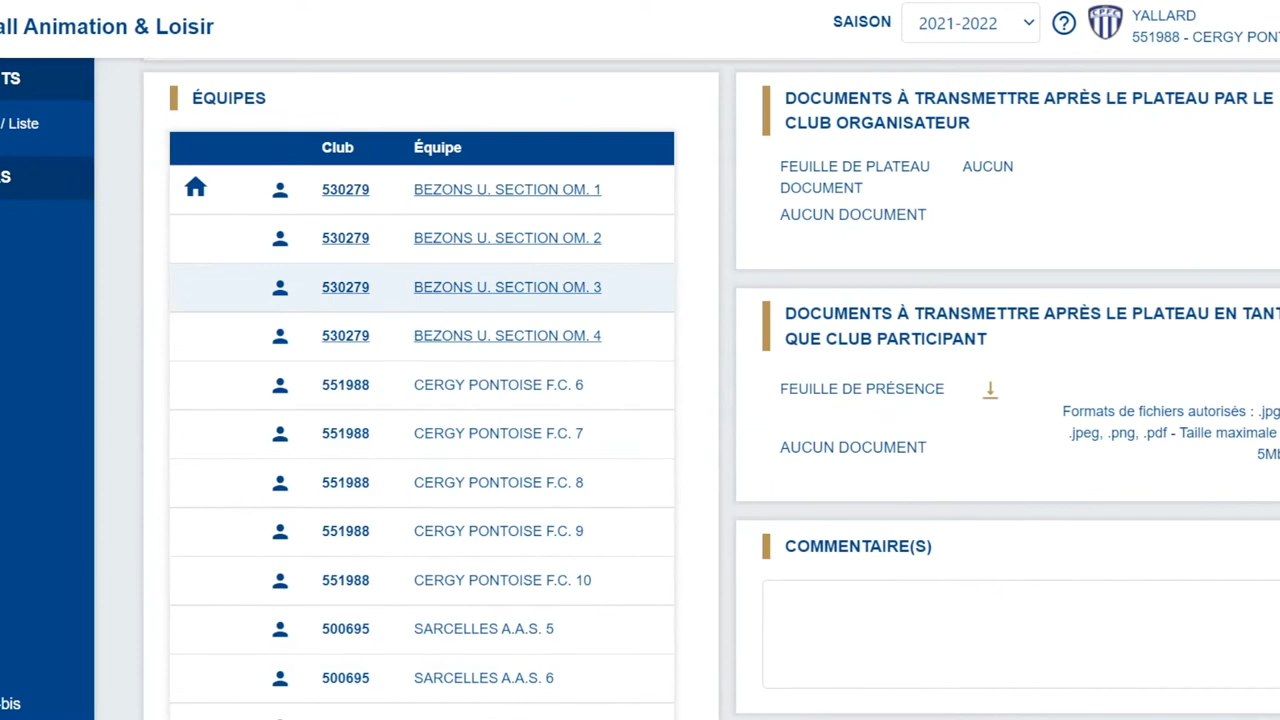 all Animation & Loisir
SAISON
2021-2022
CPFC
YALLARD
551988 - CERGY PONT
TS
/ Liste
S
-bis
ÉQUIPES
Club Équipe
530279 BEZONS U. SECTION OM. 1
530279 BEZONS U. SECTION OM. 2
530279 BEZONS U. SECTION OM. 3
530279 BEZONS U. SECTION OM. 4
551988 CERGY PONTOISE F.C. 6
551988 CERGY PONTOISE F.C. 7
551988 CERGY PONTOISE F.C. 8
551988 CERGY PONTOISE F.C. 9
551988 CERGY PONTOISE F.C. 10
500695 SARCELLES A.A.S. 5
500695 SARCELLES A.A.S. 6
DOCUMENTS À TRANSMETTRE APRÈS LE PLATEAU PAR LE
CLUB ORGANISATEUR
FEUILLE DE PLATEAU AUCUN
DOCUMENT
AUCUN DOCUMENT
DOCUMENTS À TRANSMETTRE APRÈS LE PLATEAU EN TANT
QUE CLUB PARTICIPANT
FEUILLE DE PRÉSENCE
Formats de fichiers autorisés : .jpg
.jpeg, .png, .pdf - Taille maximale
5Mb
AUCUN DOCUMENT
COMMENTAIRE(S)